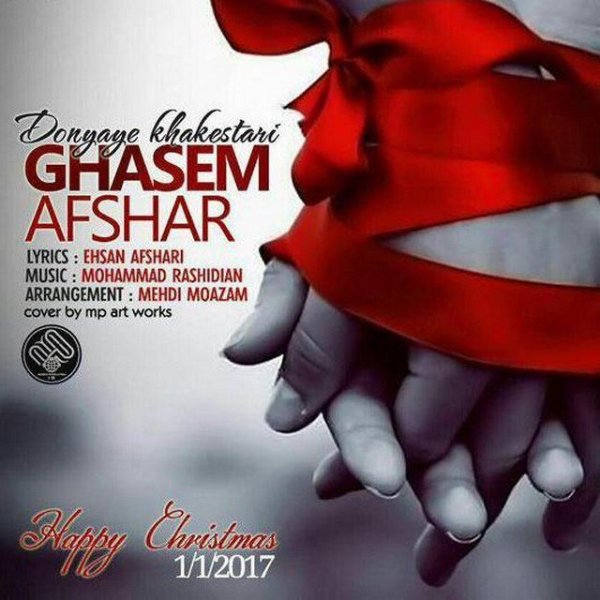 Donyaye khakestari
GHASEM
AFSHAR
LYRICS : EHSAN AFSHARI
MUSIC : MOHAMMAD RASHIDIAN
ARRANGEMENT : MEHDI MOAZAM
cover by mp art works
Happy Christmas
1/1/2017